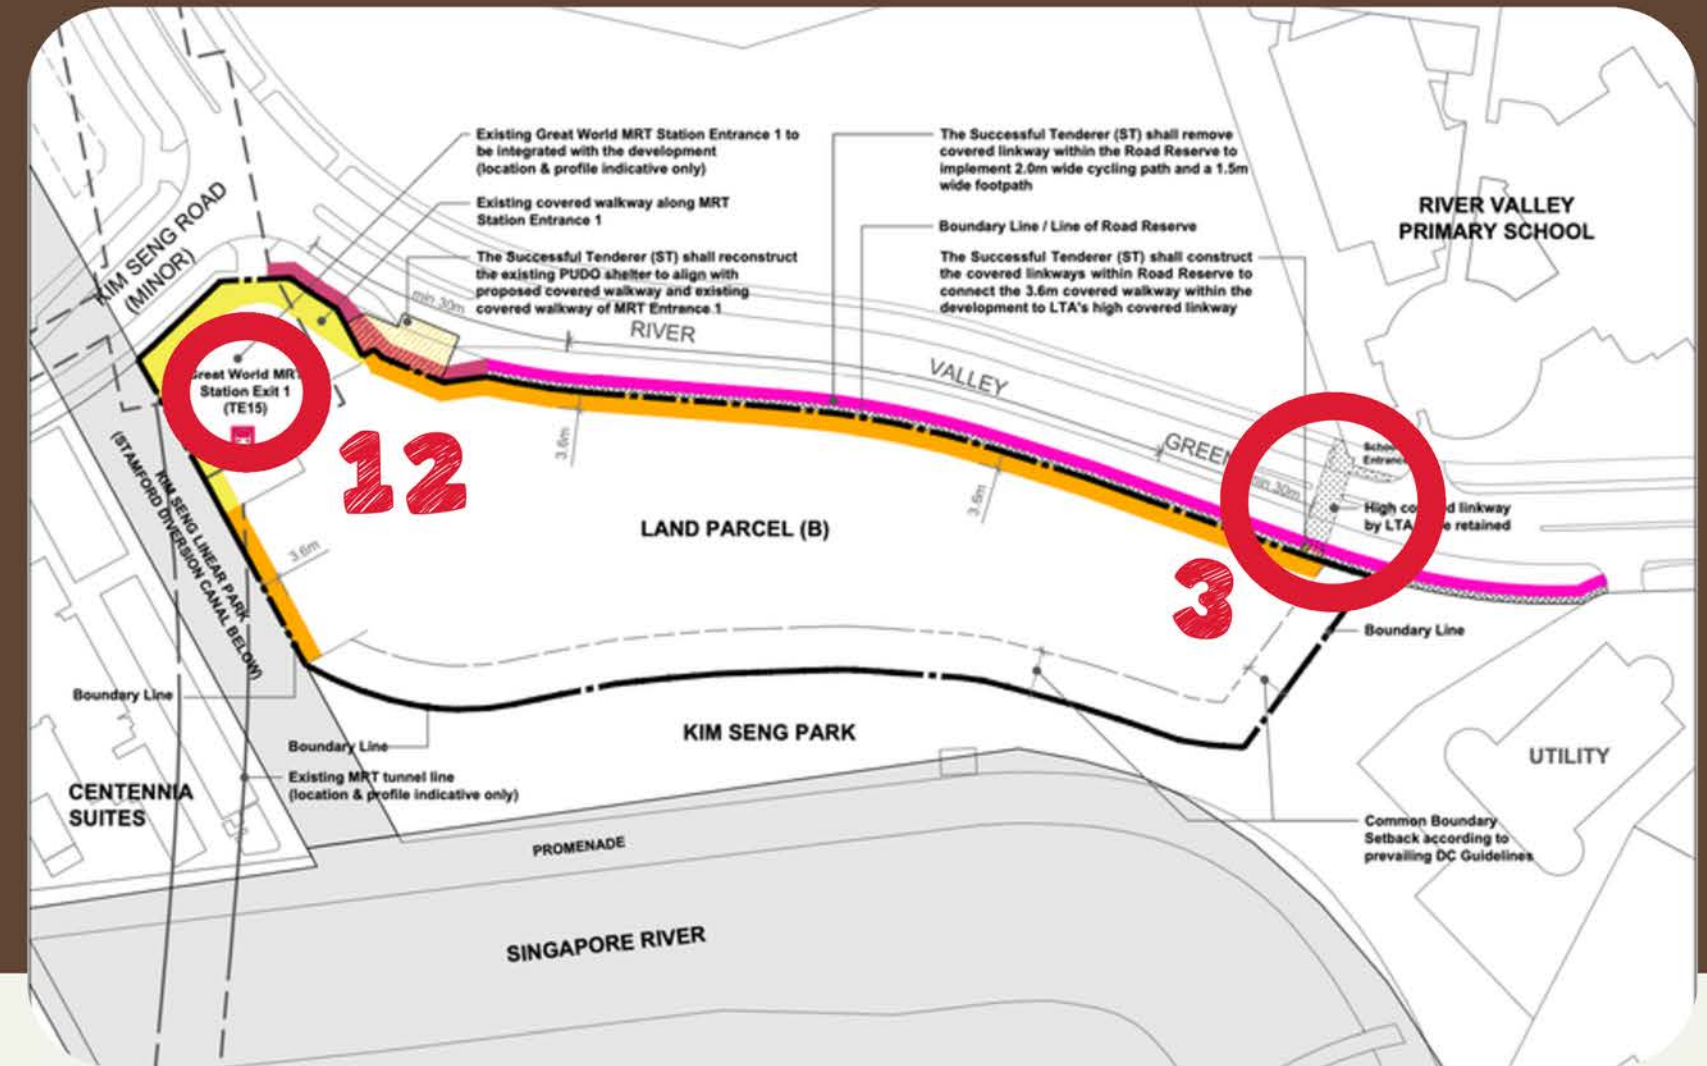 Existing Great World MRT Station Entrance 1 to
be integrated with the development
(location & profile indicative only)
Existing covered walkway along MRT
Station Entrance 1
The Successful Tenderer (ST) shall reconstruct
the existing PUDO shelter to align with
proposed covered walkway and existing
covered walkway of MRT Entrance 1
The Successful Tenderer (ST) shall remove
covered linkway within the Road Reserve to
implement 2.0m wide cycling path and a 1.5m
wide footpath
Boundary Line / Line of Road Reserve
The Successful Tenderer (ST) shall construct
the covered linkways within Road Reserve to
connect the 3.6m covered walkway within the
development to LTA's high covered linkway
RIVER VALLEY
PRIMARY SCHOOL
KIM SENG ROAD
(MINOR)
min 30m
RIVER
VALLEY
GREEN
min 30m
Great World MRT
Station Exit 1
(TE15)
12
3.6m
3.6m
3.6m
School
Entrance
High covered linkway
by LTA retained
LAND PARCEL (B)
3
KIM SENG LINEAR PARK
(STAMFORD DIVERSION CANAL BELOW)
Boundary Line
Boundary Line
Boundary Line
KIM SENG PARK
Existing MRT tunnel line
(location & profile indicative only)
CENTENNIA
SUITES
UTILITY
Common Boundary
Setback according to
prevailing DC Guidelines
PROMENADE
SINGAPORE RIVER